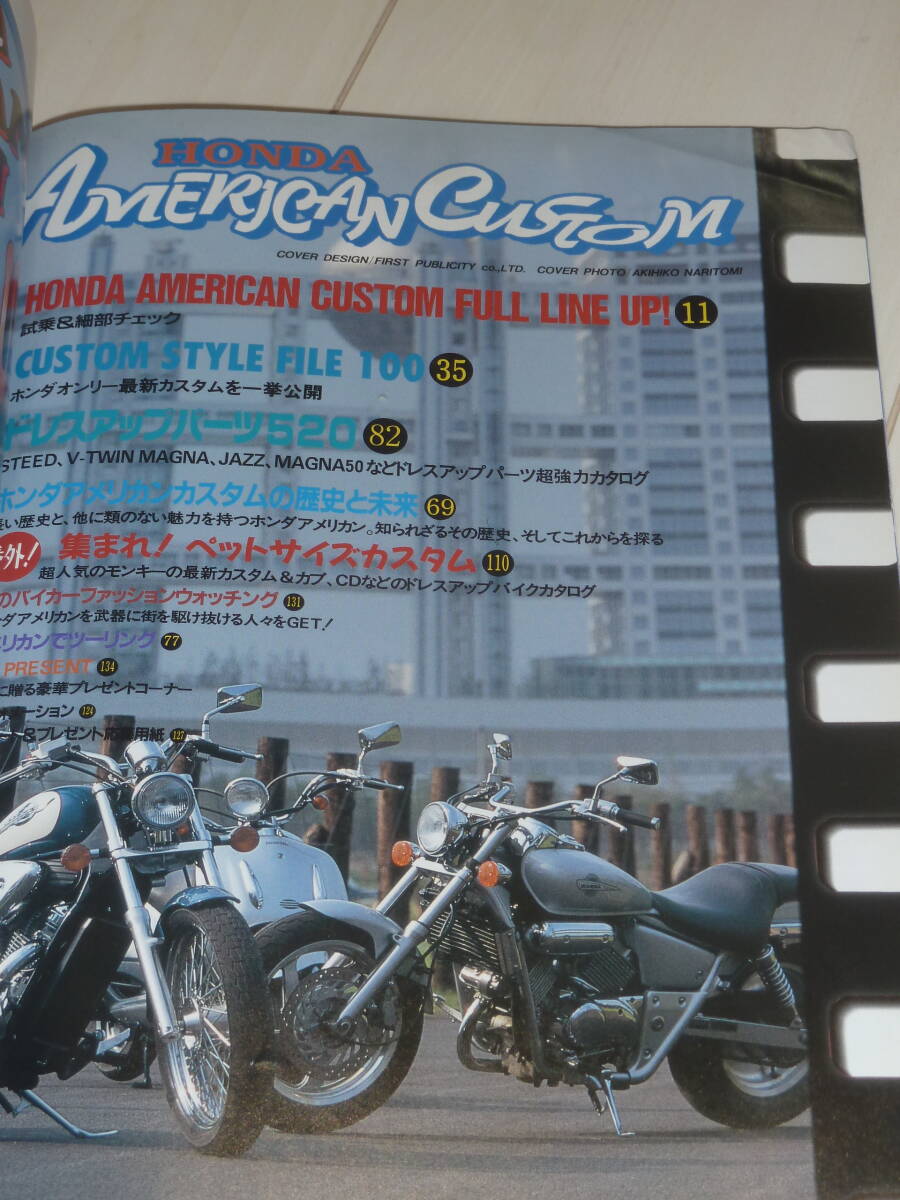 HONDA
AMERICAN CUSTOM
COVER DESIGN/FIRST PUBLICITY CO.,LTD. COVER PHOTO/AKIHIKO NARITOMI
HONDA AMERICAN CUSTOM FULL LINE UP! 11
試乗&細部チェック
CUSTOM STYLE FILE 100 35
ホンダオンリー最新カスタムを一挙公開
ドレスアップパーツ520 82
STEED、V-TWIN MAGNA、JAZZ、MAGNA50などドレスアップパーツ超強力カタログ
ホンダアメリカンカスタムの歴史と未来 69
長い歴史と、他に類のない魅力を持つホンダアメリカン。知られざるその歴史、そしてこれからを探る
外! 集まれ! ペットサイズカスタム 110
超人気のモンキーの最新カスタム&カブ、CDなどのドレスアップバイクカタログ
のバイカーファッションウォッチング 131
ダアメリカンを武器に街を駆け抜ける人々をGET!
リカンでツーリング 77
PRESENT 134
に贈る豪華プレゼントコーナー
ーション 124
&プレゼント応募用紙 127